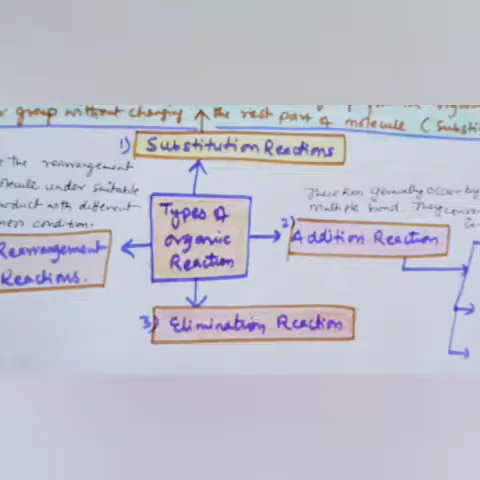 group without changing the rest part of molecule (Substi
1) Substitution Reactions
the rearrangement
molecule under suitable
product with different
condition.
Rearrangement
Reactions.
Types of
organic
Reaction
These Rxn generally occur by
multiple bond. They conver
2) Addition Reaction
3) Elimination Reaction